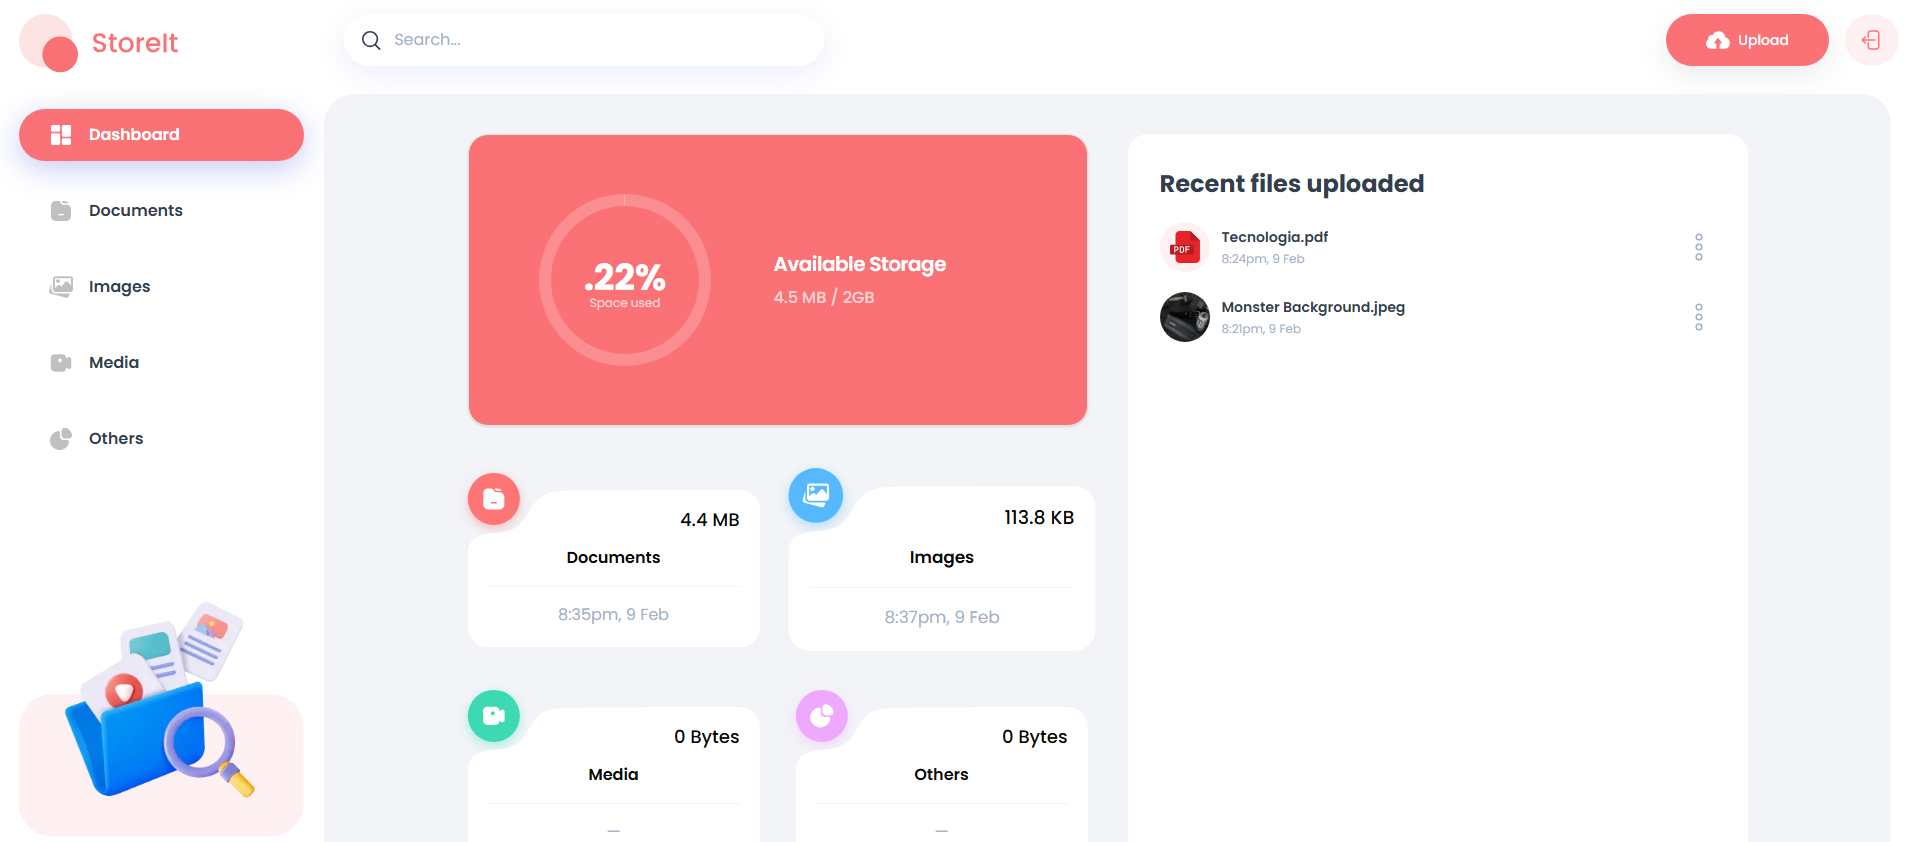 StoreIt
Search...
Upload
Dashboard
Documents
Images
Media
Others
.22%
Space used
Available Storage
4.5 MB / 2GB
Recent files uploaded
PDF
Tecnologia.pdf
8:24pm, 9 Feb
Monster Background.jpeg
8:21pm, 9 Feb
4.4 MB
Documents
8:35pm, 9 Feb
113.8 KB
Images
8:37pm, 9 Feb
0 Bytes
Media
—
0 Bytes
Others
—